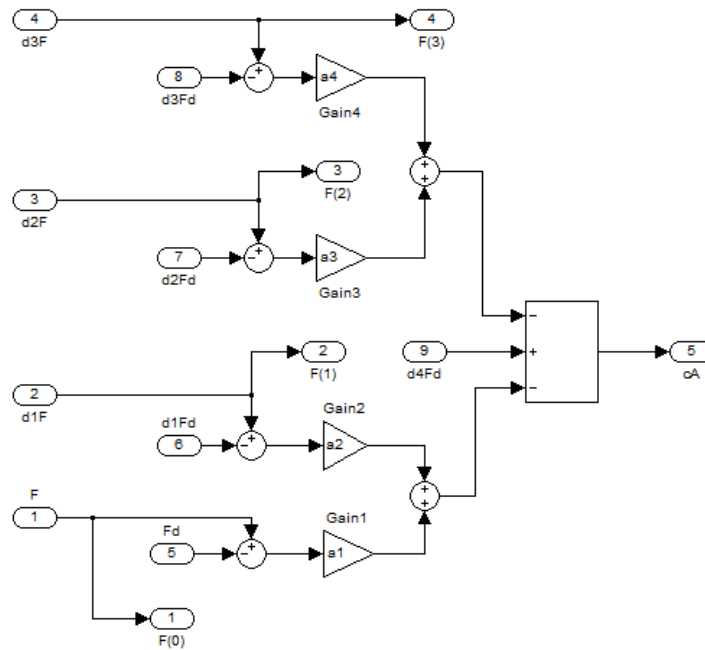 4
d3F
4
F(3)
− +
8
d3Fd
a4
Gain4
+
+
3
d2F
3
F(2)
− +
7
d2Fd
a3
Gain3
−
+
−
9
d4Fd
5
cA
2
d1F
2
F(1)
d1Fd
6
− +
Gain2
a2
+
+
F
1
Fd
5
− +
Gain1
a1
1
F(0)